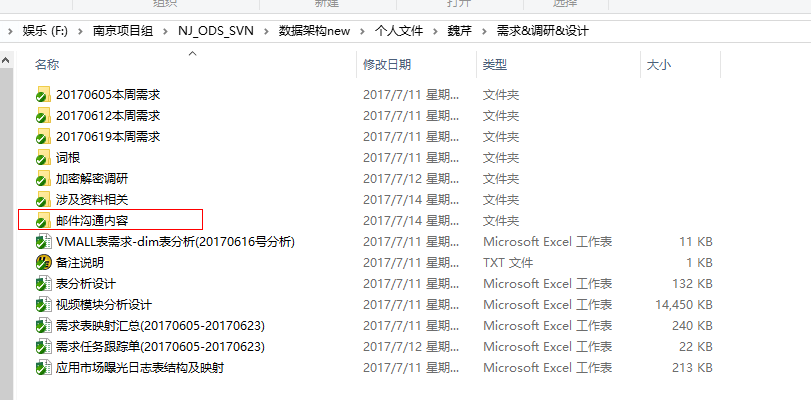 组织 新建 打开 选择
娱乐 (F:) > 南京项目组 > NJ_ODS_SVN > 数据架构new > 个人文件 > 魏芹 > 需求&调研&设计
名称 修改日期 类型 大小
20170605本周需求 2017/7/11 星期... 文件夹
20170612本周需求 2017/7/11 星期... 文件夹
20170619本周需求 2017/7/11 星期... 文件夹
词根 2017/7/11 星期... 文件夹
加密解密调研 2017/7/12 星期... 文件夹
涉及资料相关 2017/7/14 星期... 文件夹
邮件沟通内容 2017/7/14 星期... 文件夹
VMALL表需求-dim表分析(20170616号分析) 2017/7/11 星期... Microsoft Excel 工作表 11 KB
备注说明 2017/7/11 星期... TXT 文件 1 KB
表分析设计 2017/7/11 星期... Microsoft Excel 工作表 132 KB
视频模块分析设计 2017/7/11 星期... Microsoft Excel 工作表 14,450 KB
需求表映射汇总(20170605-20170623) 2017/7/11 星期... Microsoft Excel 工作表 240 KB
需求任务跟踪单(20170605-20170623) 2017/7/12 星期... Microsoft Excel 工作表 22 KB
应用市场曝光日志表结构及映射 2017/7/11 星期... Microsoft Excel 工作表 213 KB